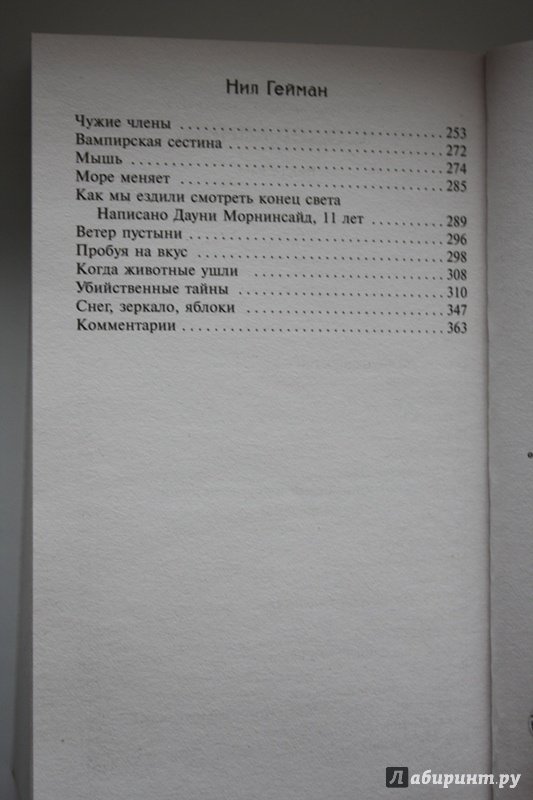 Нил Гейман
Чужие члены .......................... 253
Вампирская сестина .......................... 272
Мышь .......................... 274
Море меняет .......................... 285
Как мы ездили смотреть конец света
Написано Дауни Морнинсайд, 11 лет .......... 289
Ветер пустыни .......................... 296
Пробуя на вкус .......................... 298
Когда животные ушли .......................... 308
Убийственные тайны .......................... 310
Снег, зеркало, яблоки .......................... 347
Комментарии .......................... 363
Лабиринт.ру